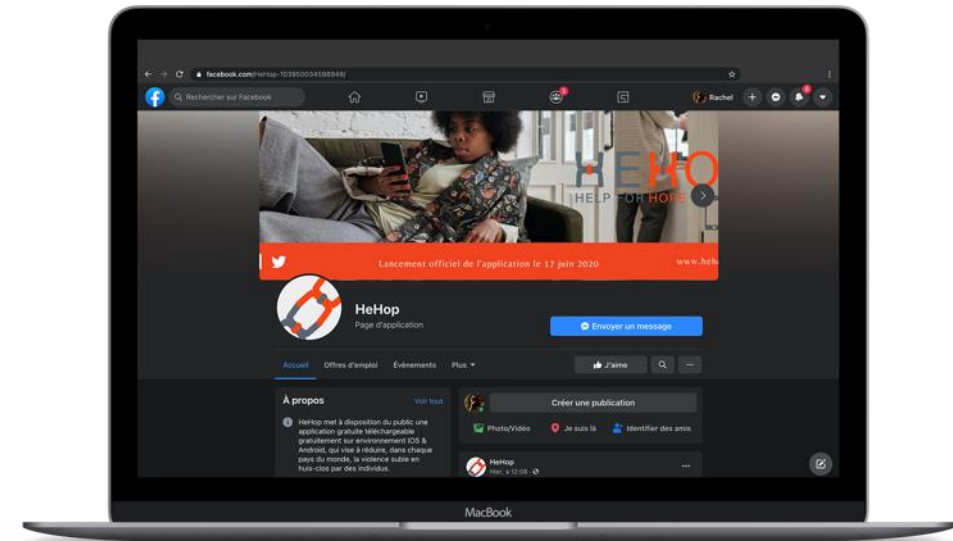 facebook.com/HeHop-103950034598949/
Rechercher sur Facebook
3
Rachel
6
HEHO
HELP FOR HOPE
Lancement officiel de l'application le 17 juin 2020
www.heh
HeHop
Page d'application
Envoyer un message
Accueil
Offres d'emploi
Évènements
Plus
J'aime
À propos
Voir tout
HeHop met à disposition du public une
application gratuite téléchargeable
gratuitement sur environnement IOS &
Android, qui vise à réduire, dans chaque
pays du monde, la violence subie en
huis-clos par des individus.
Créer une publication
Photo/Vidéo
Je suis là
Identifier des amis
HeHop
Hier, à 12:08
MacBook